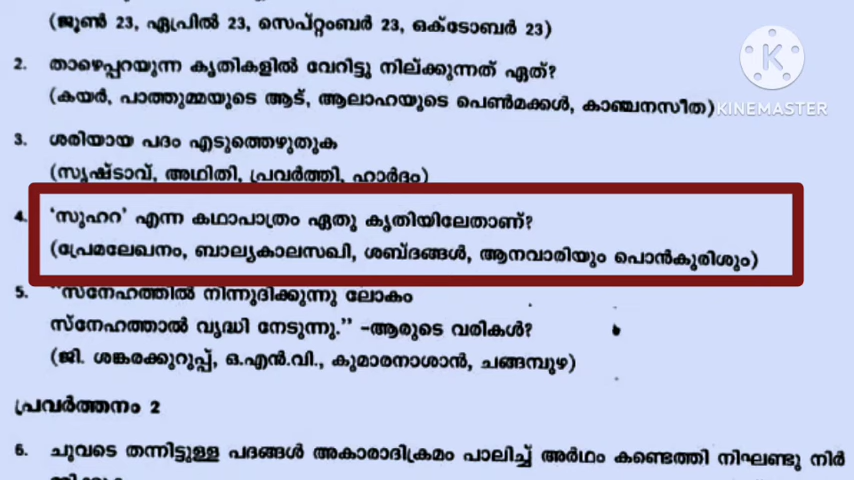 (ജൂൺ 23, ഏപ്രിൽ 23, സെപ്റ്റംബർ 23, ഒക്ടോബർ 23)
2. താഴെപ്പറയുന്ന കൃതികളിൽ വേറിട്ടു നില്ക്കുന്നത് ഏത്?
(കയർ, പാത്തുമ്മയുടെ ആട്, ആലാഹയുടെ പെൺമക്കൾ, കാഞ്ചനസീത)
K
KINEMASTER
3. ശരിയായ പദം എടുത്തെഴുതുക
(സൃഷ്ടാവ്, അഥിതി, പ്രവർത്തി, ഹാർദം)
4. 'സുഹറ' എന്ന കഥാപാത്രം ഏതു കൃതിയിലേതാണ്?
(പ്രേമലേഖനം, ബാല്യകാലസഖി, ശബ്ദങ്ങൾ, ആനവാരിയും പൊൻകുരിശും)
5. "സ്നേഹത്തിൽ നിന്നുദിക്കുന്നു ലോകം
സ്നേഹത്താൽ വൃദ്ധി നേടുന്നു." -ആരുടെ വരികൾ?
(ജി. ശങ്കരക്കുറുപ്പ്, ഒ.എൻ.വി., കുമാരനാശാൻ, ചങ്ങമ്പുഴ)
പ്രവർത്തനം 2
6. ചുവടെ തന്നിട്ടുള്ള പദങ്ങൾ അകാരാദിക്രമം പാലിച്ച് അർഥം കണ്ടെത്തി നിഘണ്ടു നിർ